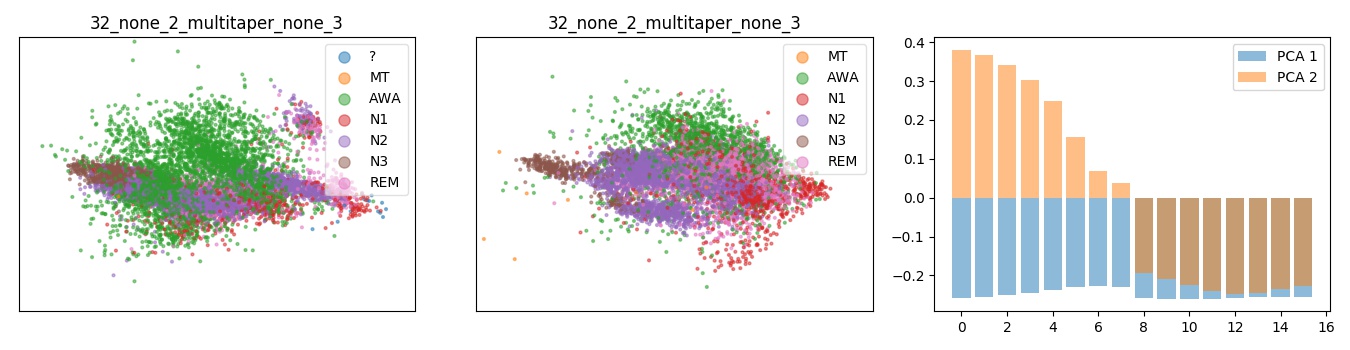 32_none_2_multitaper_none_3
?
MT
AWA
N1
N2
N3
REM
32_none_2_multitaper_none_3
MT
AWA
N1
N2
N3
REM
PCA 1
PCA 2
0.4
0.3
0.2
0.1
0.0
−0.1
−0.2
0 2 4 6 8 10 12 14 16